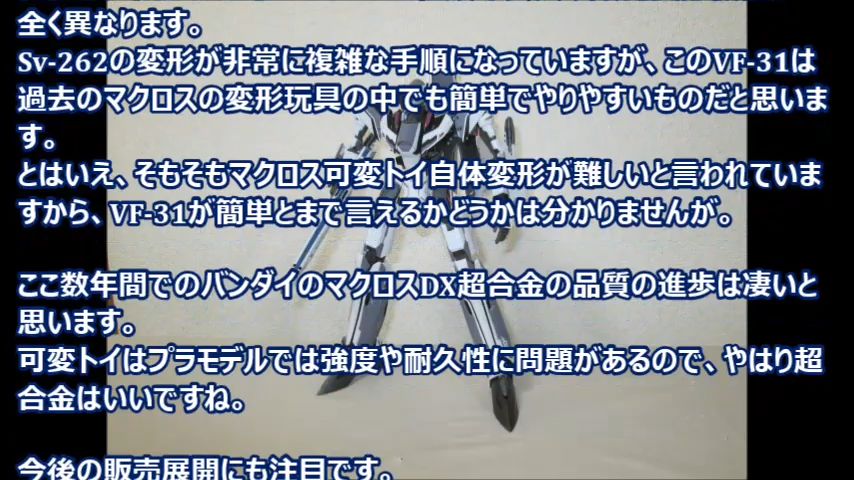 全く異なります。
Sv-262の変形が非常に複雑な手順になっていますが、このVF-31は
過去のマクロスの変形玩具の中でも簡単でやりやすいものだと思いま
す。
とはいえ、そもそもマクロス可変トイ自体変形が難しいと言われていま
すから、VF-31が簡単とまで言えるかどうかは分かりませんが。
ここ数年間でのバンダイのマクロスDX超合金の品質の進歩は凄いと
思います。
可変トイはプラモデルでは強度や耐久性に問題があるので、やはり超
合金はいいですね。
今後の販売展開にも注目です。